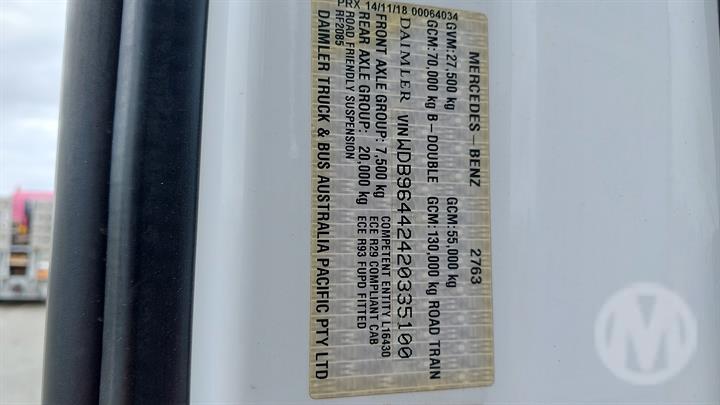 MERCEDES-BENZ 2763
GVM: 27,500 kg GCM: 55,000 kg
GCM: 70,000 kg B-DOUBLE GCM: 130,000 kg ROAD TRAIN
DAIMLER VIN WDB96442420335100
FRONT AXLE GROUP: 7,500 kg COMPETENT ENTITY L16430
REAR AXLE GROUP: 20,000 kg ECE R29 COMPLIANT CAB
ROAD FRIENDLY SUSPENSION ECE R93 FUPD FITTED
RF2085
DAIMLER TRUCK & BUS AUSTRALIA PACIFIC PTY LTD
PRX 14/11/18 00064034
M